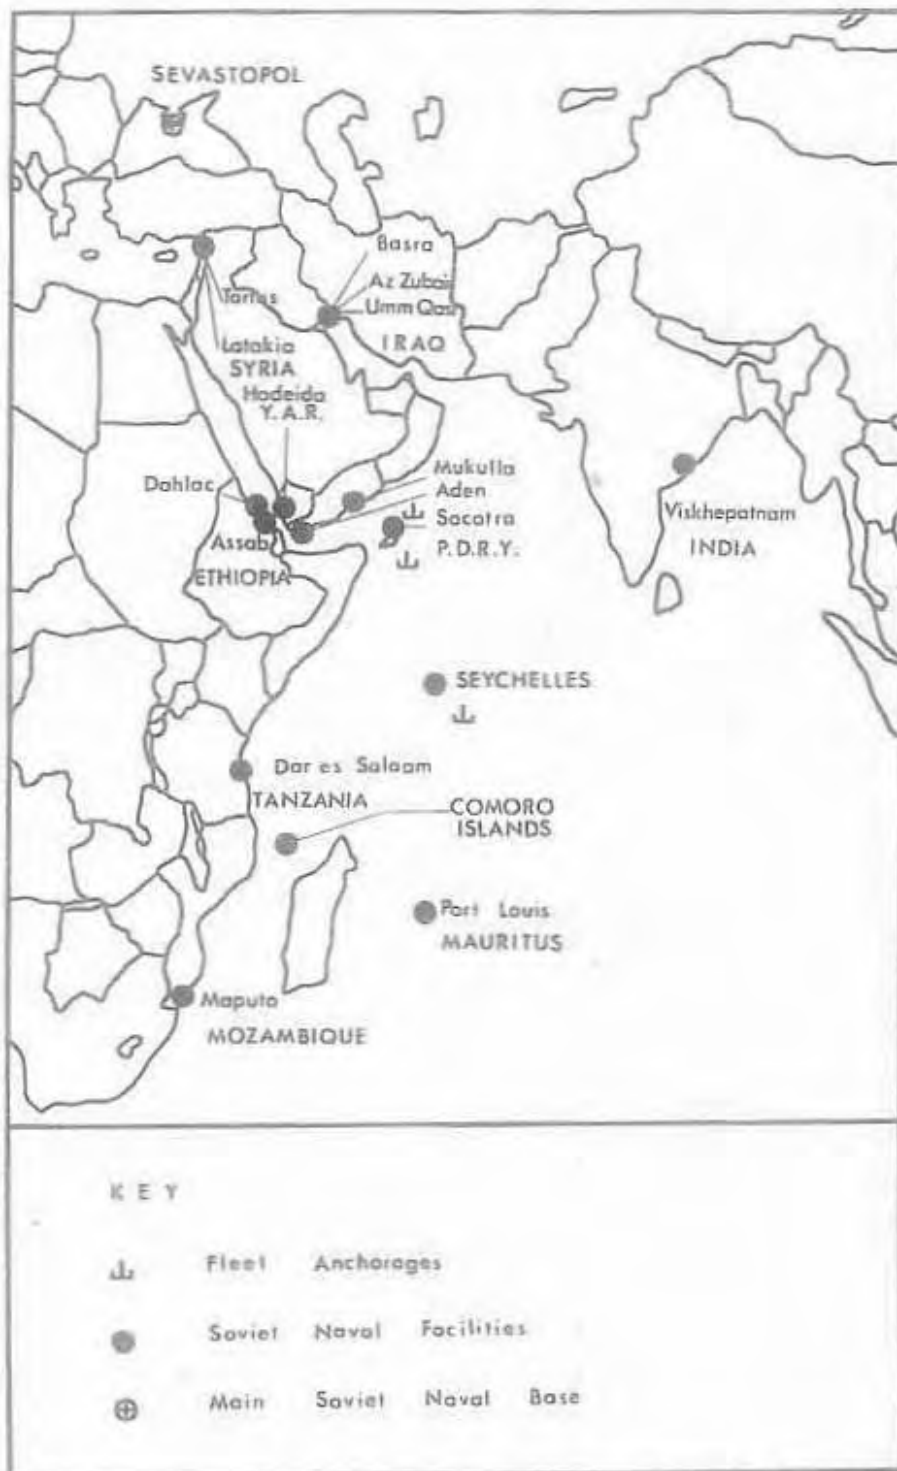 SEVASTOPOL
Basra
Az Zubair
Umm Qasr
IRAQ
Tartus
Latakia
SYRIA
Hodeida
Y.A.R.
Dahlac
Mukulla
Aden
Socotra
P.D.R.Y.
Assab
ETHIOPIA
Viskhepatnam
INDIA
SEYCHELLES
Dar es Salaam
TANZANIA
COMORO
ISLANDS
Port Louis
MAURITUS
Maputo
MOZAMBIQUE
KEY
Fleet Anchorages
Soviet Naval Facilities
Main Soviet Naval Base